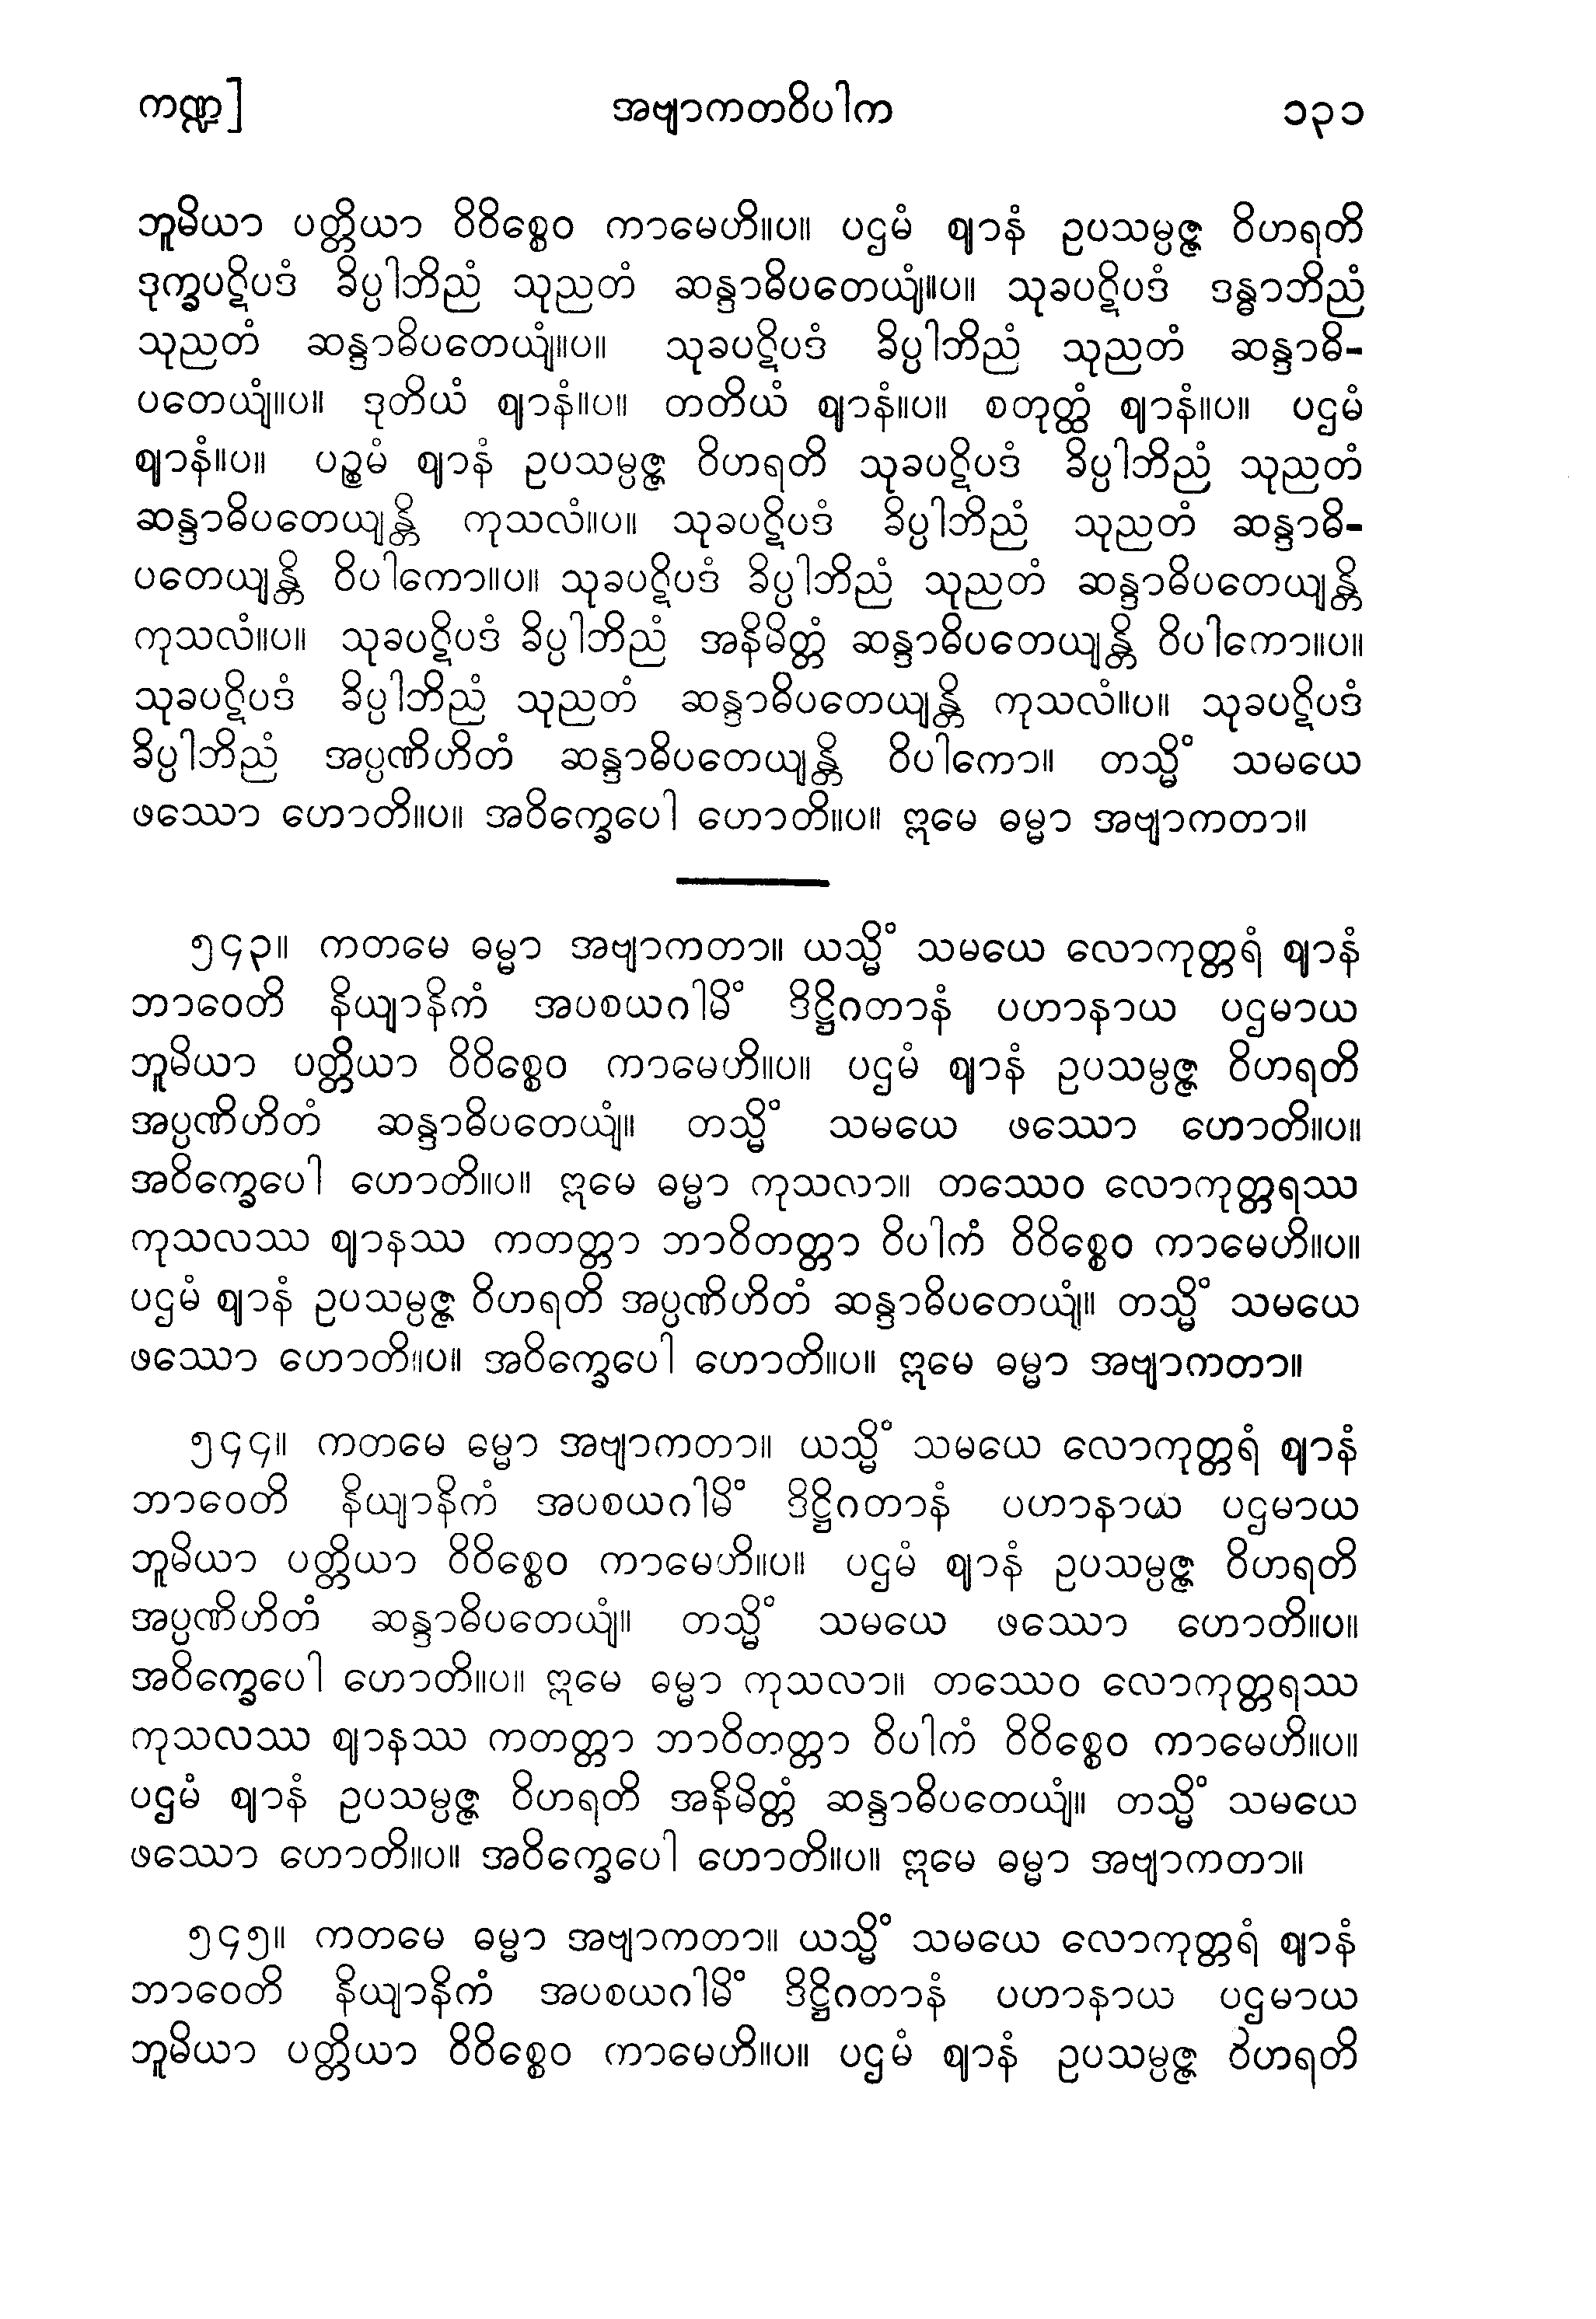 ကဏ္ဍ] အဗျာကတဝိပါက ၁၃၁
ဘူမိယာ ပတ္တိယာ ဝိဝိစ္စေဝ ကာမေဟိ။ပ။ ပဌမံ ဈာနံ ဥပသမ္ပဇ္ဇ ဝိဟရတိ
ဒုက္ခပဋိပဒံ ခိပ္ပါဘိညံ သုညတံ ဆန္ဒာဓိပတေယျံ။ပ။ သုခပဋိပဒံ ဒန္ဓာဘိညံ
သုညတံ ဆန္ဒာဓိပတေယျံ။ပ။ သုခပဋိပဒံ ခိပ္ပါဘိညံ သုညတံ ဆန္ဒာဓိ-
ပတေယျံ။ပ။ ဒုတိယံ ဈာနံ။ပ။ တတိယံ ဈာနံ။ပ။ စတုတ္ထံ ဈာနံ။ပ။ ပဌမံ
ဈာနံ။ပ။ ပဉ္စမံ ဈာနံ ဥပသမ္ပဇ္ဇ ဝိဟရတိ သုခပဋိပဒံ ခိပ္ပါဘိညံ သုညတံ
ဆန္ဒာဓိပတေယျန္တိ ကုသလံ။ပ။ သုခပဋိပဒံ ခိပ္ပါဘိညံ သုညတံ ဆန္ဒာဓိ-
ပတေယျန္တိ ဝိပါကော။ပ။ သုခပဋိပဒံ ခိပ္ပါဘိညံ သုညတံ ဆန္ဒာဓိပတေယျန္တိ
ကုသလံ။ပ။ သုခပဋိပဒံ ခိပ္ပါဘိညံ အနိမိတ္တံ ဆန္ဒာဓိပတေယျန္တိ ဝိပါကော။ပ။
သုခပဋိပဒံ ခိပ္ပါဘိညံ သုညတံ ဆန္ဒာဓိပတေယျန္တိ ကုသလံ။ပ။ သုခပဋိပဒံ
ခိပ္ပါဘိညံ အပ္ပဏိဟိတံ ဆန္ဒာဓိပတေယျန္တိ ဝိပါကော။ တသ္မိံ သမယေ
ဖဿော ဟောတိ။ပ။ အဝိက္ခေပေါ ဟောတိ။ပ။ ဣမေ ဓမ္မာ အဗျာကတာ။
၅၄၃။ ကတမေ ဓမ္မာ အဗျာကတာ။ ယသ္မိံ သမယေ လောကုတ္တရံ ဈာနံ
ဘာဝေတိ နိယျာနိကံ အပစယဂါမိံ ဒိဋ္ဌိဂတာနံ ပဟာနာယ ပဌမာယ
ဘူမိယာ ပတ္တိယာ ဝိဝိစ္စေဝ ကာမေဟိ။ပ။ ပဌမံ ဈာနံ ဥပသမ္ပဇ္ဇ ဝိဟရတိ
အပ္ပဏိဟိတံ ဆန္ဒာဓိပတေယျံ။ တသ္မိံ သမယေ ဖဿော ဟောတိ။ပ။
အဝိက္ခေပေါ ဟောတိ။ပ။ ဣမေ ဓမ္မာ ကုသလာ။ တဿေဝ လောကုတ္တရဿ
ကုသလဿ ဈာနဿ ကတတ္တာ ဘာဝိတတ္တာ ဝိပါကံ ဝိဝိစ္စေဝ ကာမေဟိ။ပ။
ပဌမံ ဈာနံ ဥပသမ္ပဇ္ဇ ဝိဟရတိ အပ္ပဏိဟိတံ ဆန္ဒာဓိပတေယျံ။ တသ္မိံ သမယေ
ဖဿော ဟောတိ။ပ။ အဝိက္ခေပေါ ဟောတိ။ပ။ ဣမေ ဓမ္မာ အဗျာကတာ။
၅၄၄။ ကတမေ ဓမ္မော အဗျာကတာ။ ယသ္မိံ သမယေ လောကုတ္တရံ ဈာနံ
ဘာဝေတိ နိယျာနိကံ အပစယဂါမိံ ဒိဋ္ဌိဂတာနံ ပဟာနာယ ပဌမာယ
ဘူမိယာ ပတ္တိယာ ဝိဝိစ္စေဝ ကာမေဟိ။ပ။ ပဌမံ ဈာနံ ဥပသမ္ပဇ္ဇ ဝိဟရတိ
အပ္ပဏိဟိတံ ဆန္ဒာဓိပတေယျံ။ တသ္မိံ သမယေ ဖဿော ဟောတိ။ပ။
အဝိက္ခေပေါ ဟောတိ။ပ။ ဣမေ ဓမ္မာ ကုသလာ။ တဿေဝ လောကုတ္တရဿ
ကုသလဿ ဈာနဿ ကတတ္တာ ဘာဝိတတ္တာ ဝိပါကံ ဝိဝိစ္စေဝ ကာမေဟိ။ပ။
ပဌမံ ဈာနံ ဥပသမ္ပဇ္ဇ ဝိဟရတိ အနိမိတ္တံ ဆန္ဒာဓိပတေယျံ။ တသ္မိံ သမယေ
ဖဿော ဟောတိ။ပ။ အဝိက္ခေပေါ ဟောတိ။ပ။ ဣမေ ဓမ္မာ အဗျာကတာ။
၅၄၅။ ကတမေ ဓမ္မာ အဗျာကတာ။ ယသ္မိံ သမယေ လောကုတ္တရံ ဈာနံ
ဘာဝေတိ နိယျာနိကံ အပစယဂါမိံ ဒိဋ္ဌိဂတာနံ ပဟာနာယ ပဌမာယ
ဘူမိယာ ပတ္တိယာ ဝိဝိစ္စေဝ ကာမေဟိ။ပ။ ပဌမံ ဈာနံ ဥပသမ္ပဇ္ဇ ဝိဟရတိ